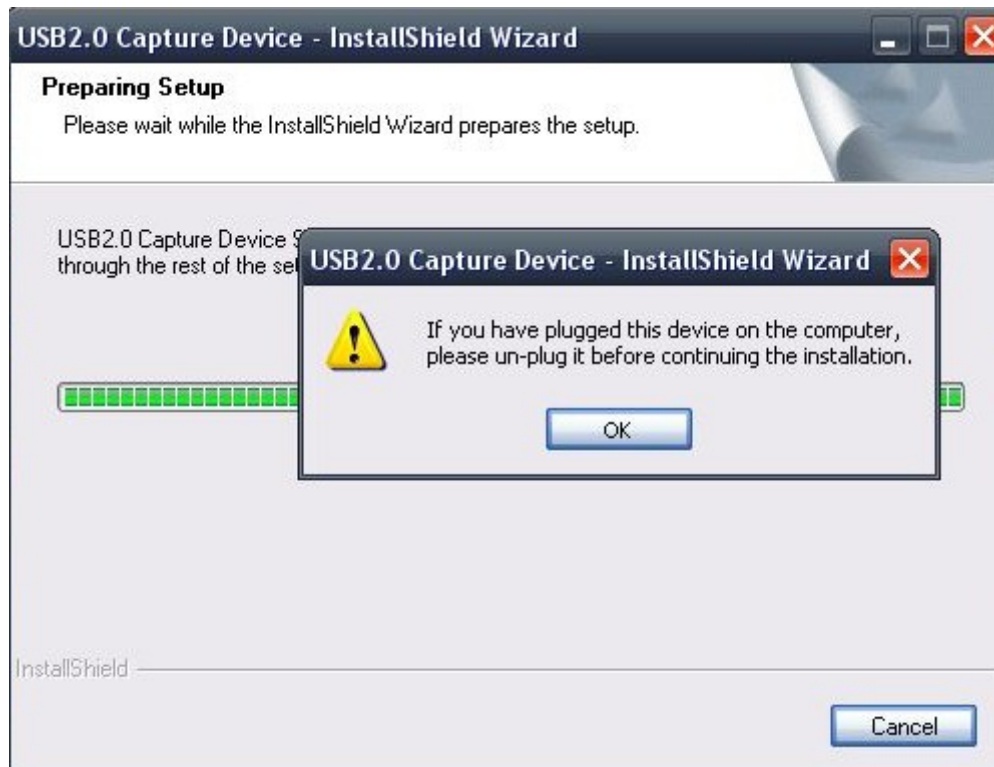 USB2.0 Capture Device - InstallShield Wizard
Preparing Setup
Please wait while the InstallShield Wizard prepares the setup.
USB2.0 Capture Device
through the rest of the
USB2.0 Capture Device - InstallShield Wizard
If you have plugged this device on the computer,
please un-plug it before continuing the installation.
OK
InstallShield
Cancel